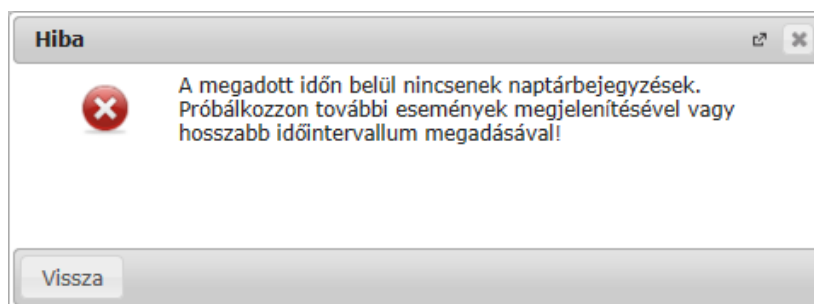 Hiba
A megadott időn belül nincsenek naptárbejegyzések.
Próbálkozzon további események megjelenítésével vagy
hosszabb időintervallum megadásával!
Vissza